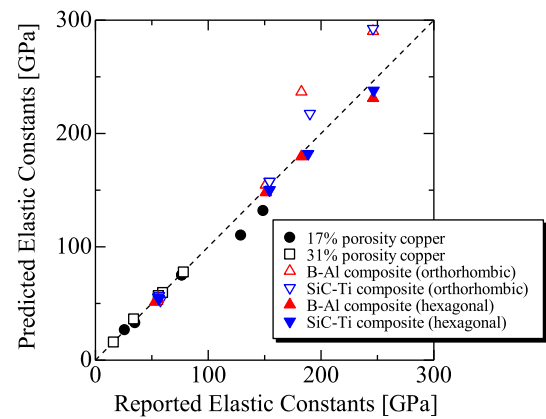 300
200
100
0
0
100
200
300
Predicted Elastic Constants [GPa]
Reported Elastic Constants [GPa]
17% porosity copper
31% porosity copper
B-Al composite (orthorhombic)
SiC-Ti composite (orthorhombic)
B-Al composite (hexagonal)
SiC-Ti composite (hexagonal)